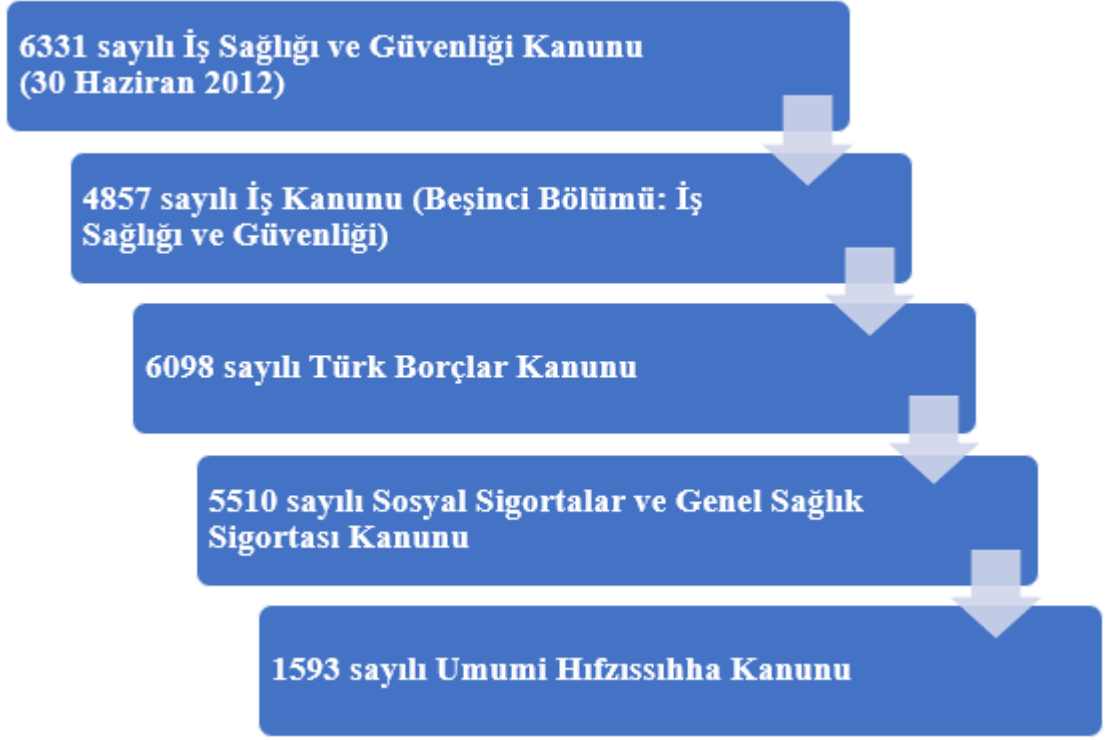 6331 sayılı İş Sağlığı ve Güvenliği Kanunu
(30 Haziran 2012)
4857 sayılı İş Kanunu (Beşinci Bölümü: İş
Sağlığı ve Güvenliği)
6098 sayılı Türk Borçlar Kanunu
5510 sayılı Sosyal Sigortalar ve Genel Sağlık
Sigortası Kanunu
1593 sayılı Umumi Hıfzıssıhha Kanunu